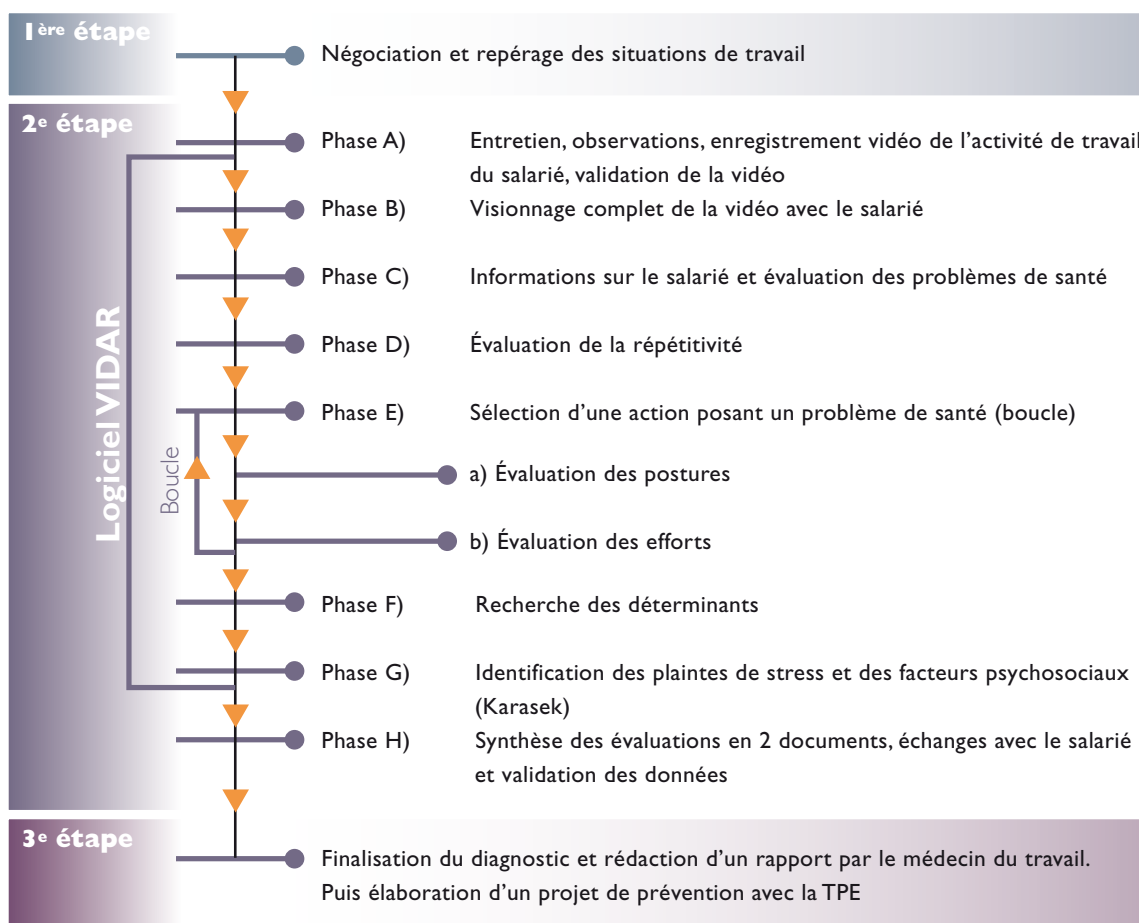 1ère étape
Négociation et repérage des situations de travail
2e étape
Phase A) Entretien, observations, enregistrement vidéo de l’activité de travail
du salarié, validation de la vidéo
Phase B) Visionnage complet de la vidéo avec le salarié
Phase C) Informations sur le salarié et évaluation des problèmes de santé
Logiciel VIDAR
Phase D) Évaluation de la répétitivité
Phase E) Sélection d’une action posant un problème de santé (boucle)
Boucle
a) Évaluation des postures
b) Évaluation des efforts
Phase F) Recherche des déterminants
Phase G) Identification des plaintes de stress et des facteurs psychosociaux
(Karasek)
Phase H) Synthèse des évaluations en 2 documents, échanges avec le salarié
et validation des données
3e étape
Finalisation du diagnostic et rédaction d’un rapport par le médecin du travail.
Puis élaboration d’un projet de prévention avec la TPE